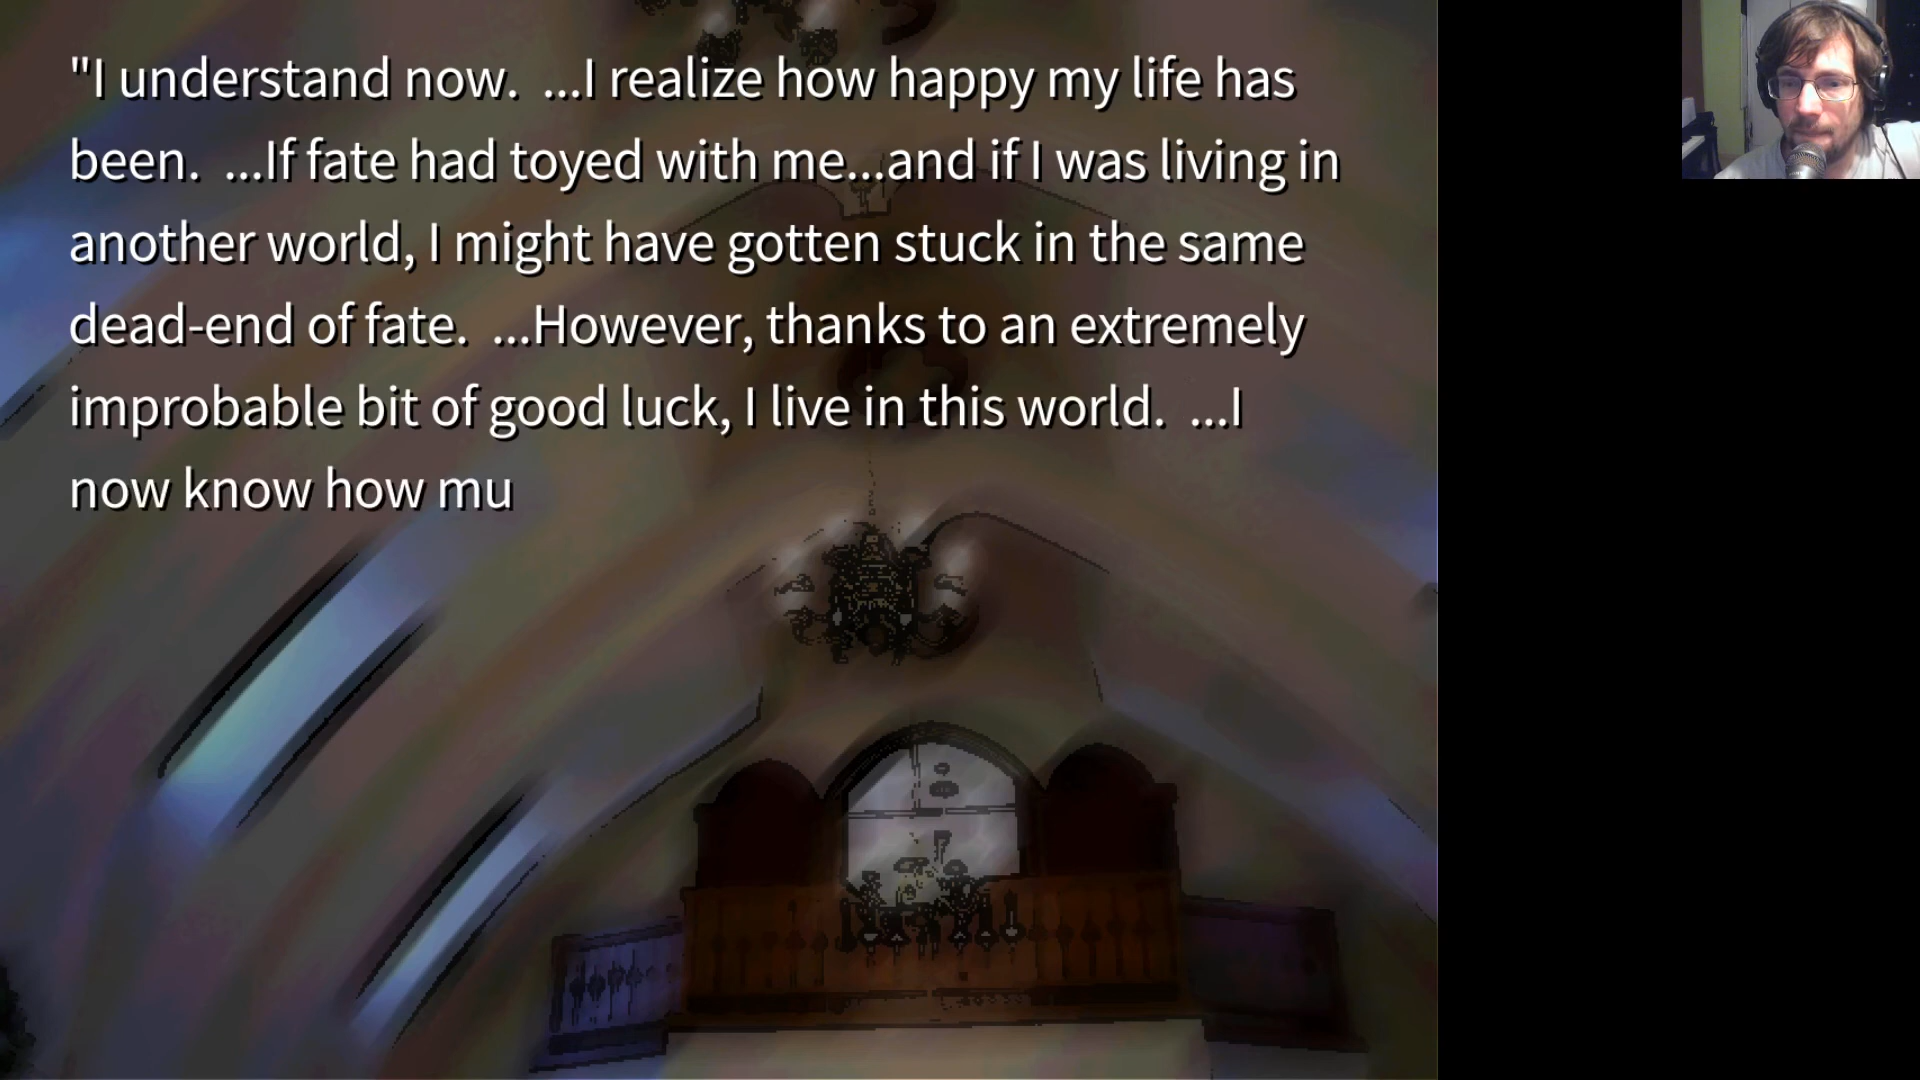 "I understand now.  ...I realize how happy my life has
been.  ...If fate had toyed with me...and if I was living in
another world, I might have gotten stuck in the same
dead-end of fate.  ...However, thanks to an extremely
improbable bit of good luck, I live in this world.  ...I
now know how mu